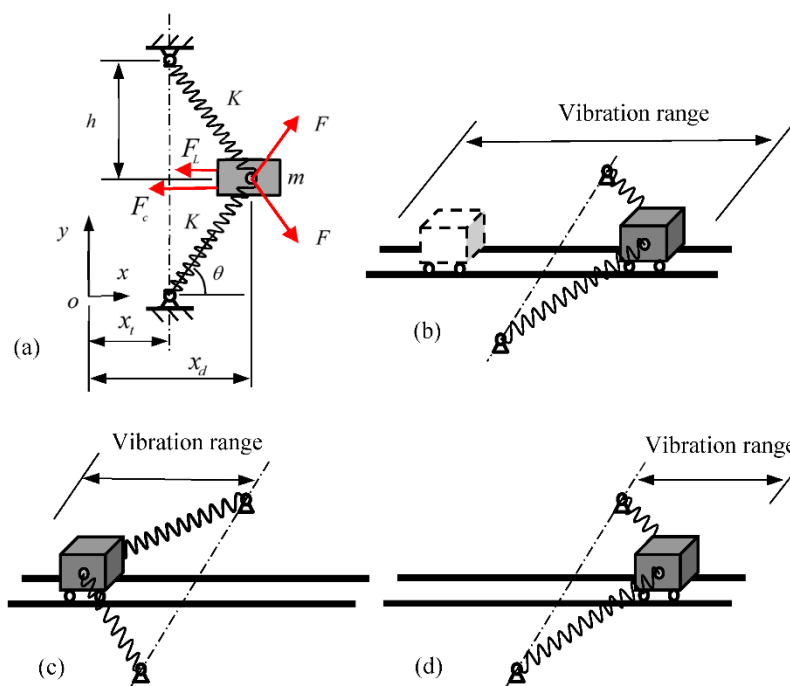 K
h
F
F_L
m
F_c
K
F
y
θ
x
o
x_t
(a)
x_d
Vibration range
(b)
Vibration range
(c)
Vibration range
(d)